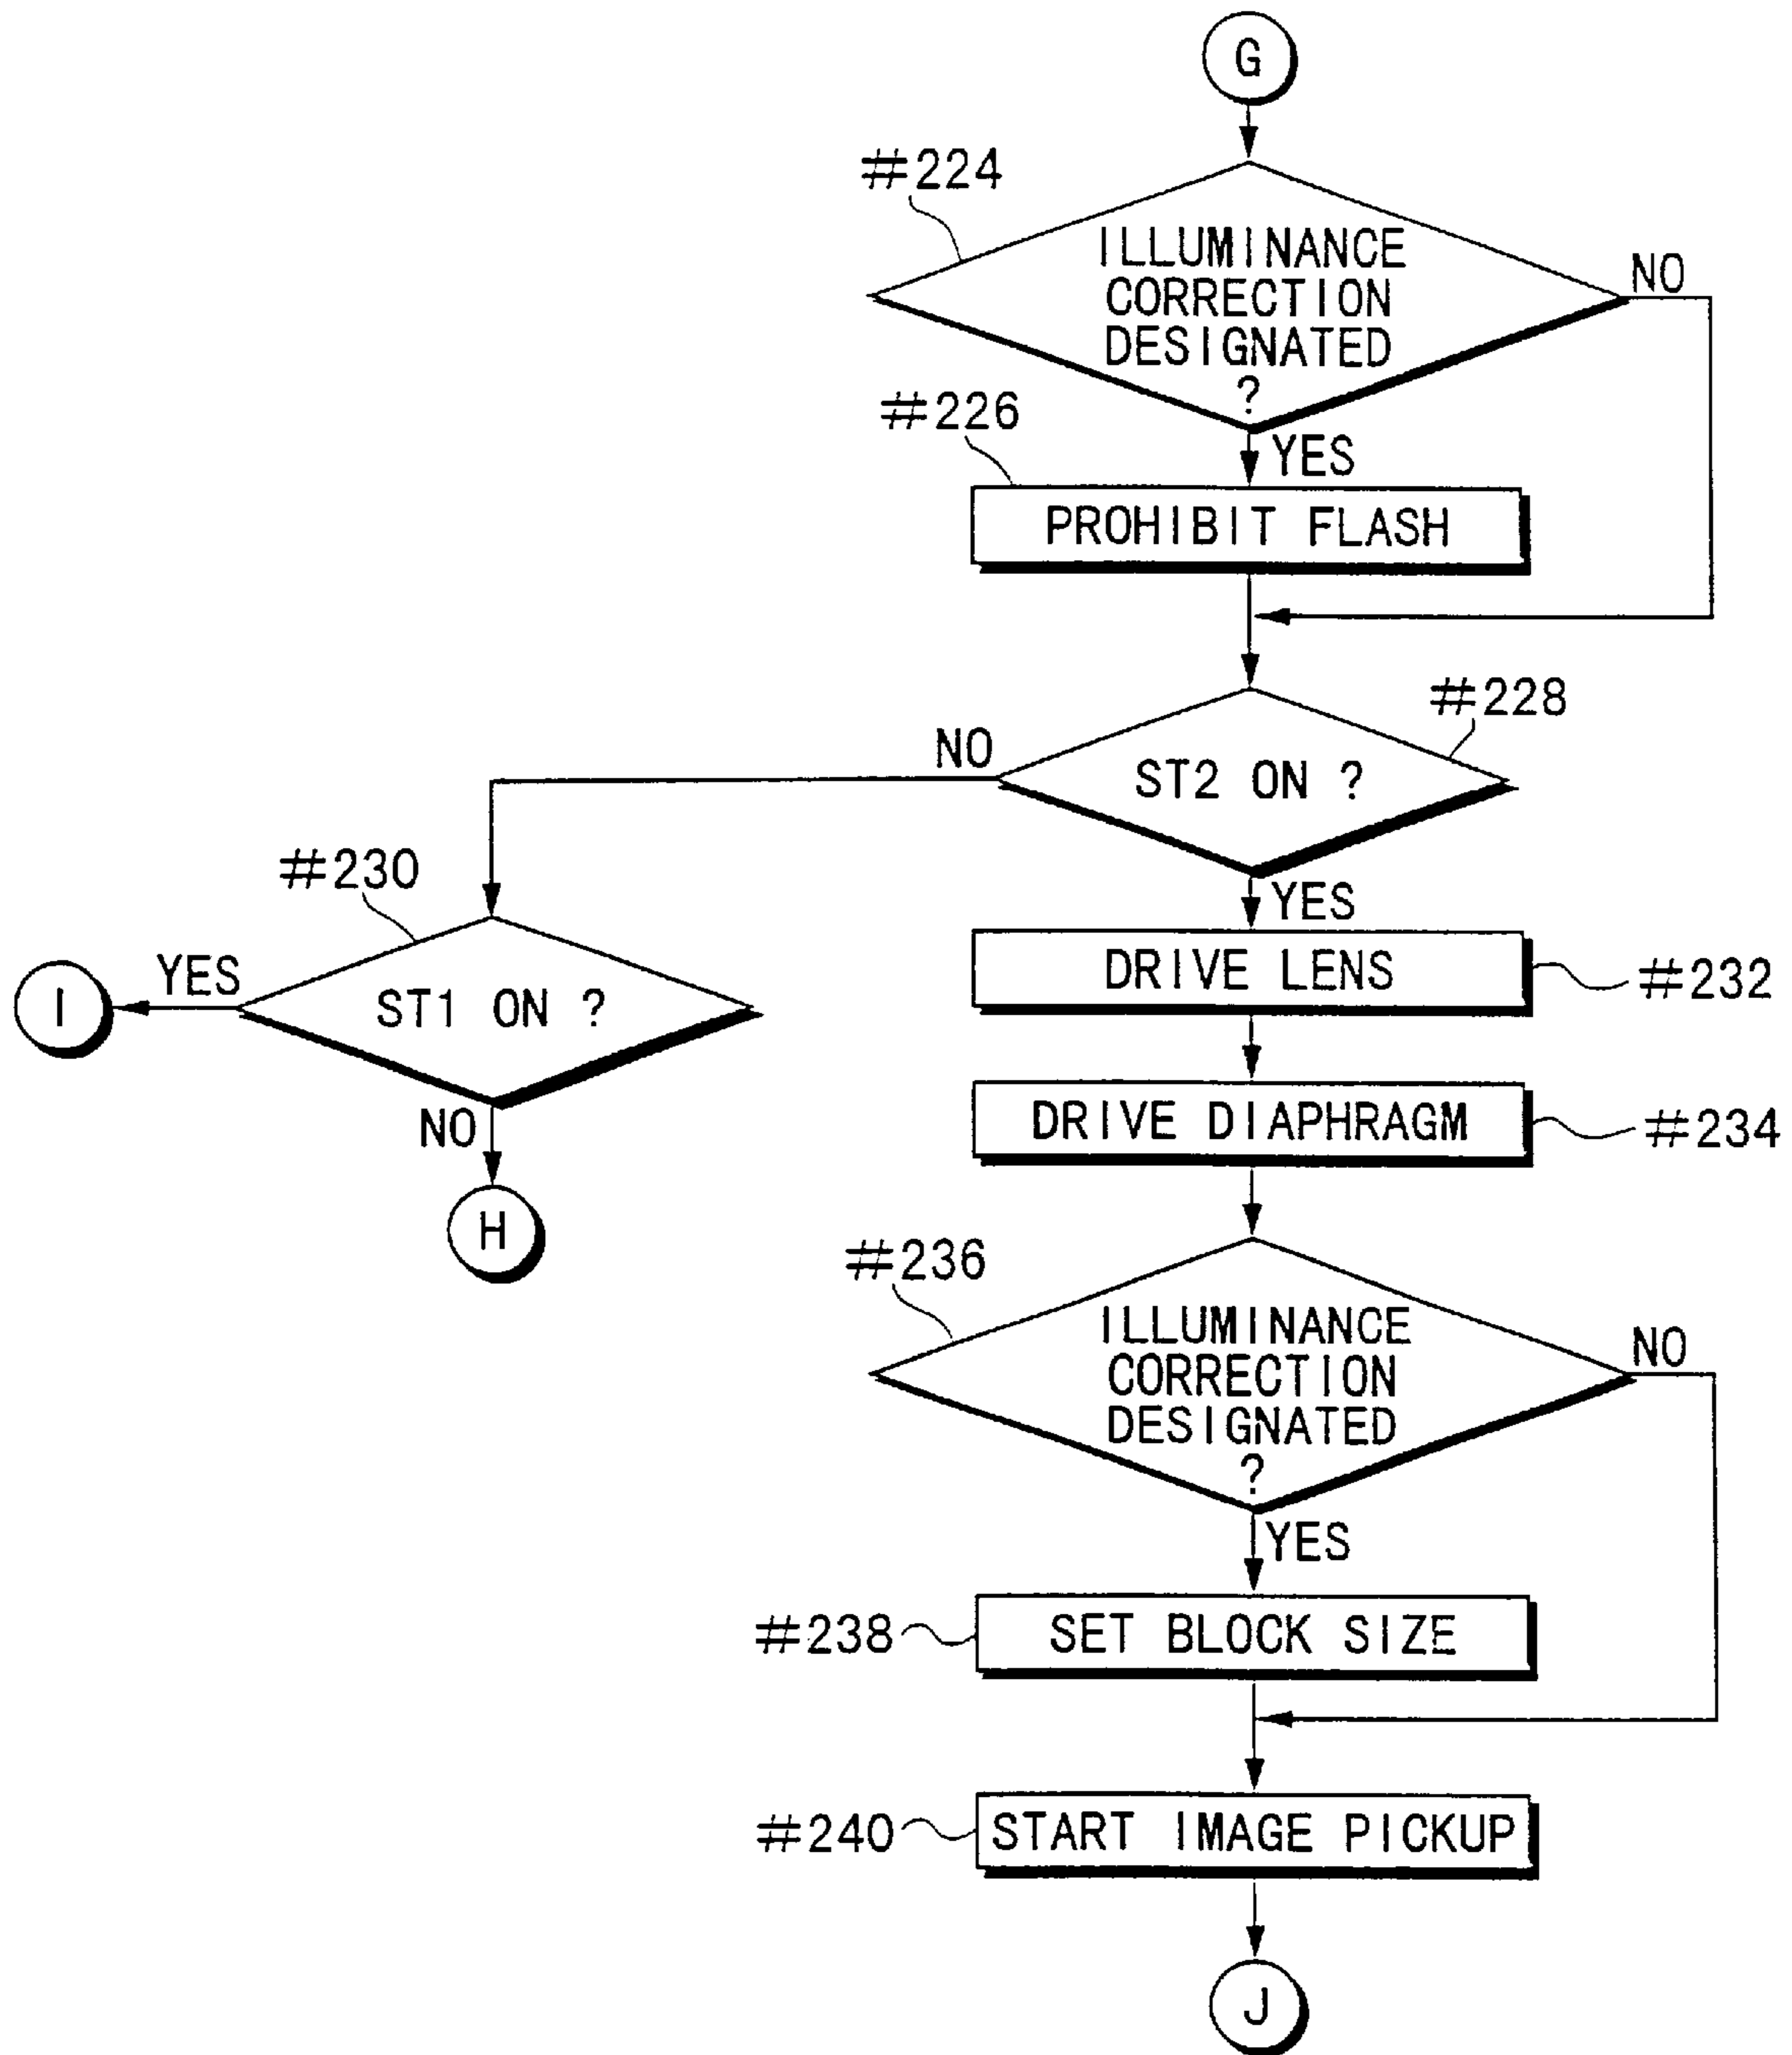 G
#224
ILLUMINANCE
CORRECTION
DESIGNATED
?
NO
#226
YES
PROHIBIT FLASH
#228
NO
ST2 ON ?
#230
YES
DRIVE LENS
#232
I
YES
ST1 ON ?
NO
H
DRIVE DIAPHRAGM
#234
#236
ILLUMINANCE
CORRECTION
DESIGNATED
?
NO
YES
#238
SET BLOCK SIZE
#240
START IMAGE PICKUP
J